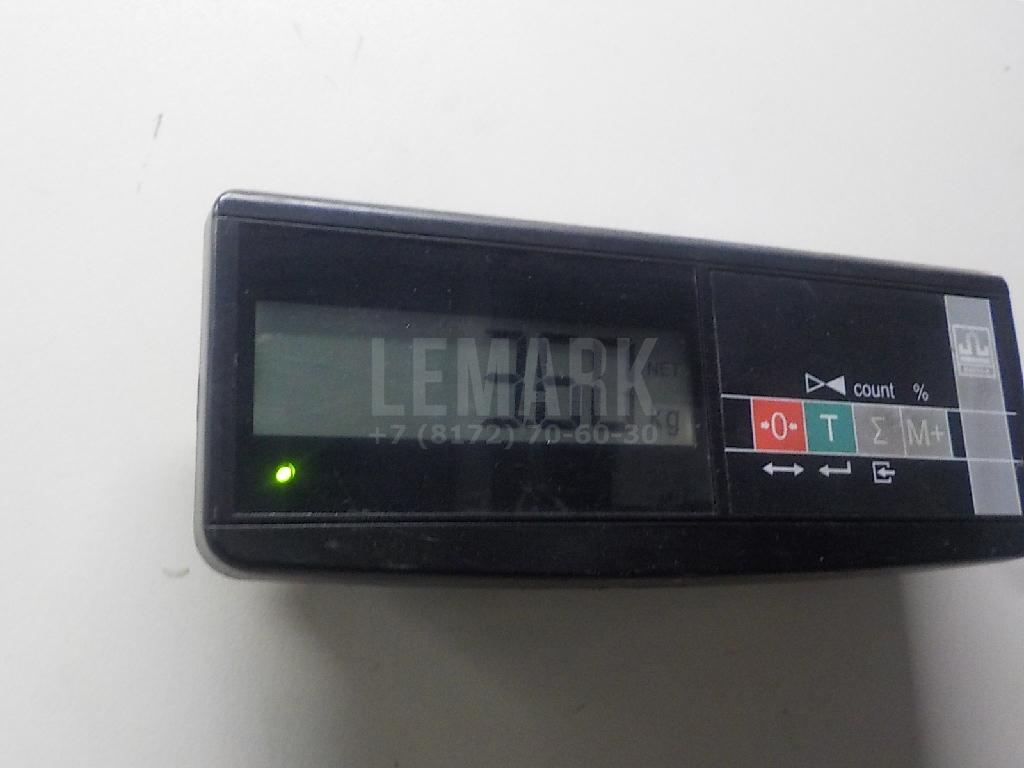 LEMARK
+7 (8172) 70-60-30
NET
kg
count %
→0← T Σ M+